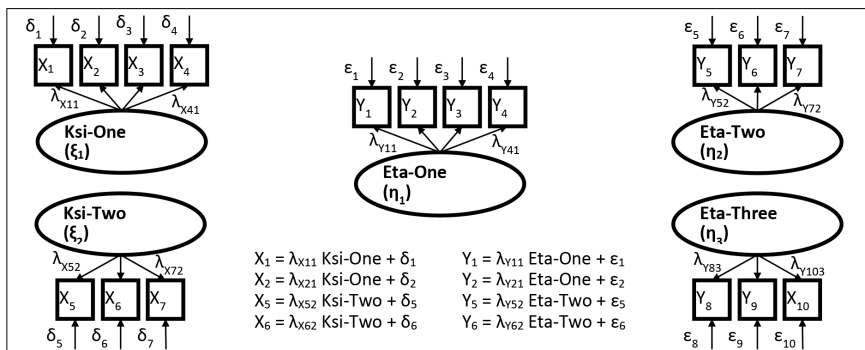 δ₁ δ₂ δ₃ δ₄
X₁ X₂ X₃ X₄
λX11 λX41
Ksi-One
(ξ₁)
Ksi-Two
(ξ₂)
λX52 λX72
X₅ X₆ X₇
δ₅ δ₆ δ₇
ε₁ ε₂ ε₃ ε₄
Y₁ Y₂ Y₃ Y₄
λY11 λY41
Eta-One
(η₁)
X₁ = λX11 Ksi-One + δ₁
X₂ = λX21 Ksi-One + δ₂
X₅ = λX52 Ksi-Two + δ₅
X₆ = λX62 Ksi-Two + δ₆
Y₁ = λY11 Eta-One + ε₁
Y₂ = λY21 Eta-One + ε₂
Y₅ = λY52 Eta-Two + ε₅
Y₆ = λY62 Eta-Two + ε₆
ε₅ ε₆ ε₇
Y₅ Y₆ Y₇
λY52 λY72
Eta-Two
(η₂)
Eta-Three
(η₃)
λY83 λY103
Y₈ Y₉ X₁₀
ε₈ ε₉ ε₁₀